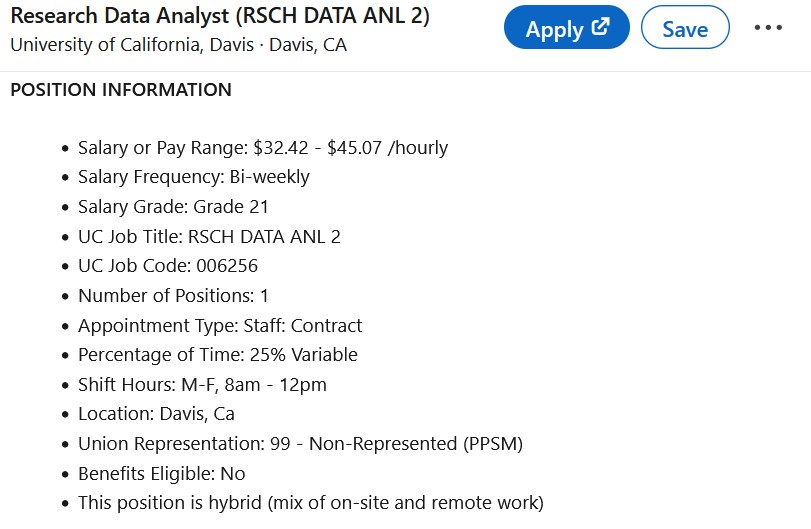 Research Data Analyst (RSCH DATA ANL 2)
University of California, Davis · Davis, CA
Apply
Save
POSITION INFORMATION
• Salary or Pay Range: $32.42 - $45.07 /hourly
• Salary Frequency: Bi-weekly
• Salary Grade: Grade 21
• UC Job Title: RSCH DATA ANL 2
• UC Job Code: 006256
• Number of Positions: 1
• Appointment Type: Staff: Contract
• Percentage of Time: 25% Variable
• Shift Hours: M-F, 8am - 12pm
• Location: Davis, Ca
• Union Representation: 99 - Non-Represented (PPSM)
• Benefits Eligible: No
• This position is hybrid (mix of on-site and remote work)